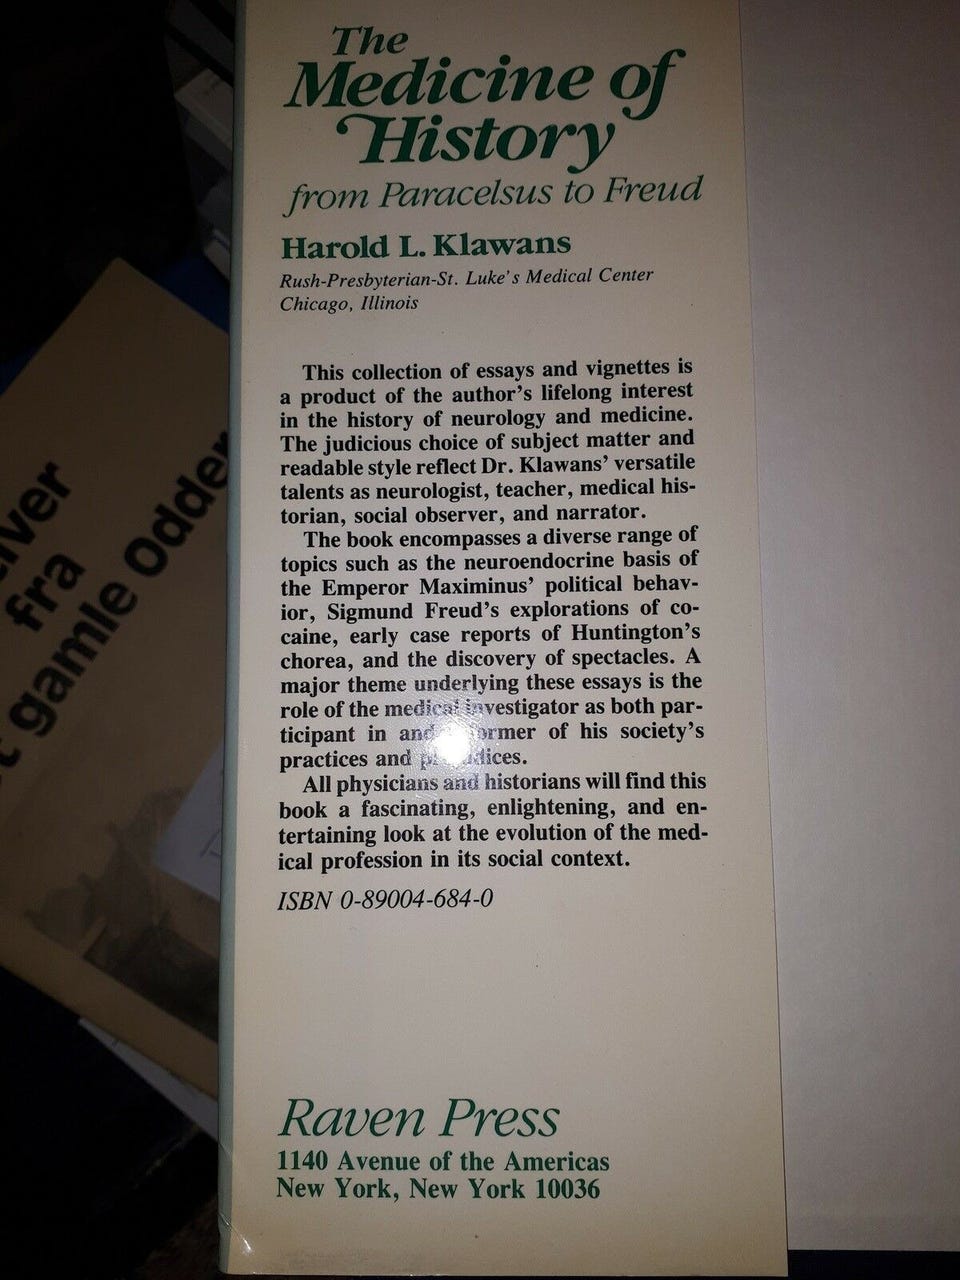 The
Medicine of
History
from Paracelsus to Freud
Harold L. Klawans
Rush-Presbyterian-St. Luke's Medical Center
Chicago, Illinois
This collection of essays and vignettes is
a product of the author's lifelong interest
in the history of neurology and medicine.
The judicious choice of subject matter and
readable style reflect Dr. Klawans' versatile
talents as neurologist, teacher, medical his-
torian, social observer, and narrator.
The book encompasses a diverse range of
topics such as the neuroendocrine basis of
the Emperor Maximinus' political behav-
ior, Sigmund Freud's explorations of co-
caine, early case reports of Huntington's
chorea, and the discovery of spectacles. A
major theme underlying these essays is the
role of the medical investigator as both par-
ticipant in and of his society's
practices and
All physicians and historians will find this
book a fascinating, enlightening, and en-
tertaining look at the evolution of the med-
ical profession in its social context.
ISBN 0-89004-684-0
Raven Press
1140 Avenue of the Americas
New York, New York 10036
fra
gamle Odder